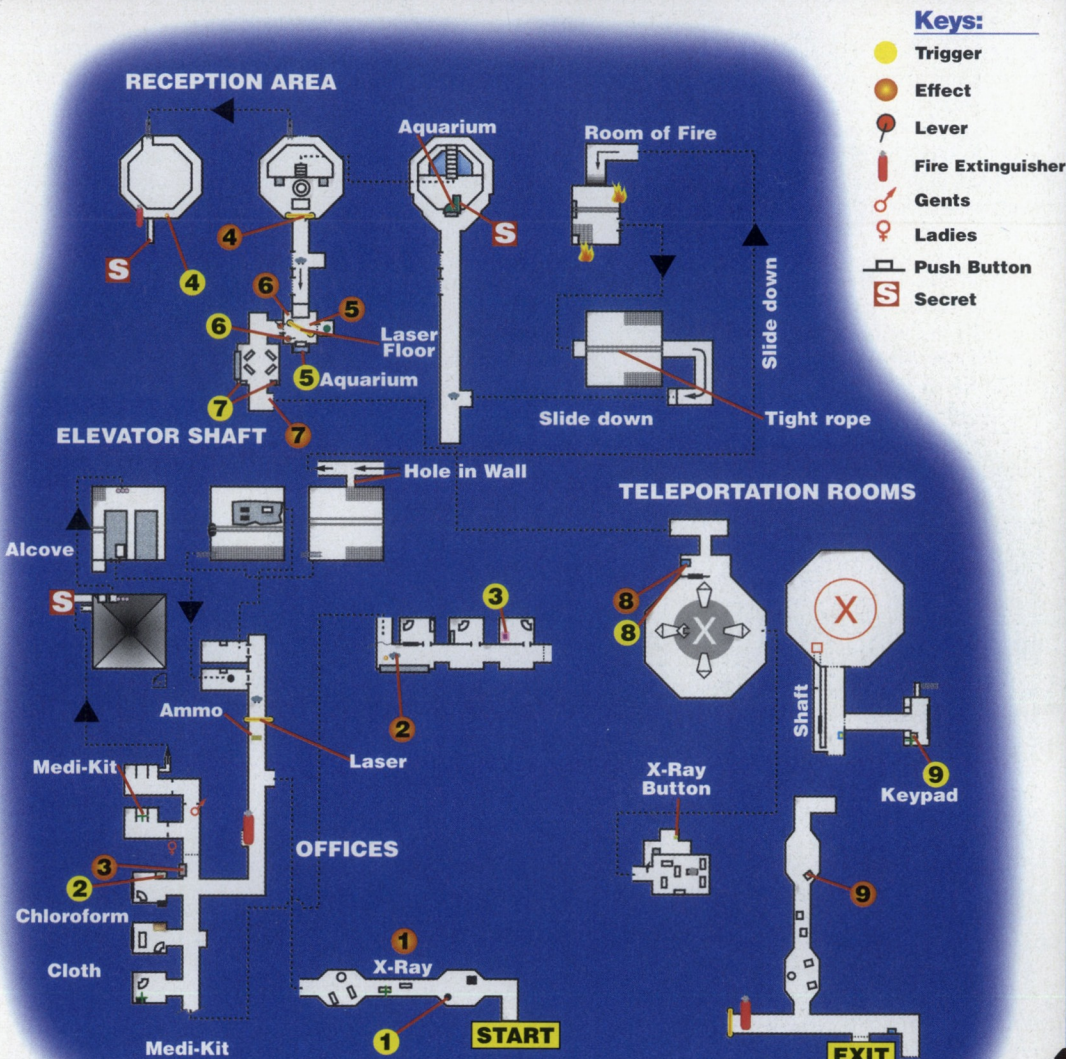 Keys:
Trigger
Effect
Lever
Fire Extinguisher
Gents
Ladies
Push Button
S Secret
RECEPTION AREA
Aquarium
Room of Fire
S
4
S
4
6
5
6
Laser
Floor
5 Aquarium
7
7
Slide down
Slide down
Tight rope
ELEVATOR SHAFT
Hole in Wall
TELEPORTATION ROOMS
Alcove
S
3
8
8
X
X
2
Ammo
Laser
Shaft
9
Keypad
Medi-Kit
X-Ray
Button
OFFICES
3
2
9
Chloroform
Cloth
1
X-Ray
1
START
Medi-Kit
EXIT